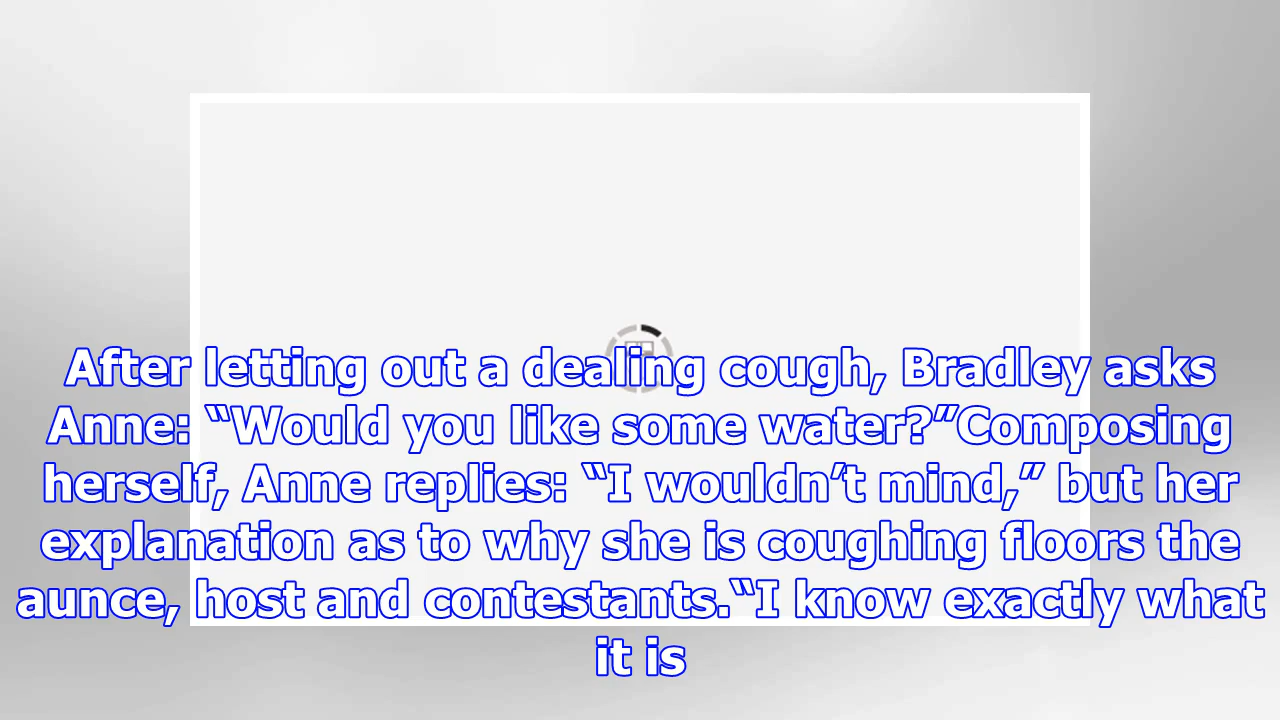 After letting out a dealing cough, Bradley asks
Anne: “Would you like some water?”Composing
herself, Anne replies: “I wouldn’t mind,” but her
explanation as to why she is coughing floors the
aunce, host and contestants.“I know exactly what
it is